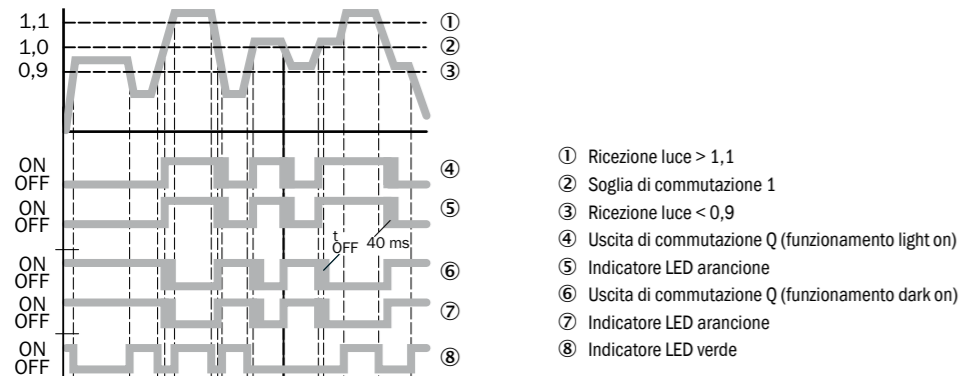 1,1
①
1,0
②
0,9
③
ON
OFF
④
ON
OFF
⑤
t
OFF
40 ms
ON
OFF
⑥
ON
OFF
⑦
ON
OFF
⑧
① Ricezione luce > 1,1
② Soglia di commutazione 1
③ Ricezione luce < 0,9
④ Uscita di commutazione Q (funzionamento light on)
⑤ Indicatore LED arancione
⑥ Uscita di commutazione Q (funzionamento dark on)
⑦ Indicatore LED arancione
⑧ Indicatore LED verde